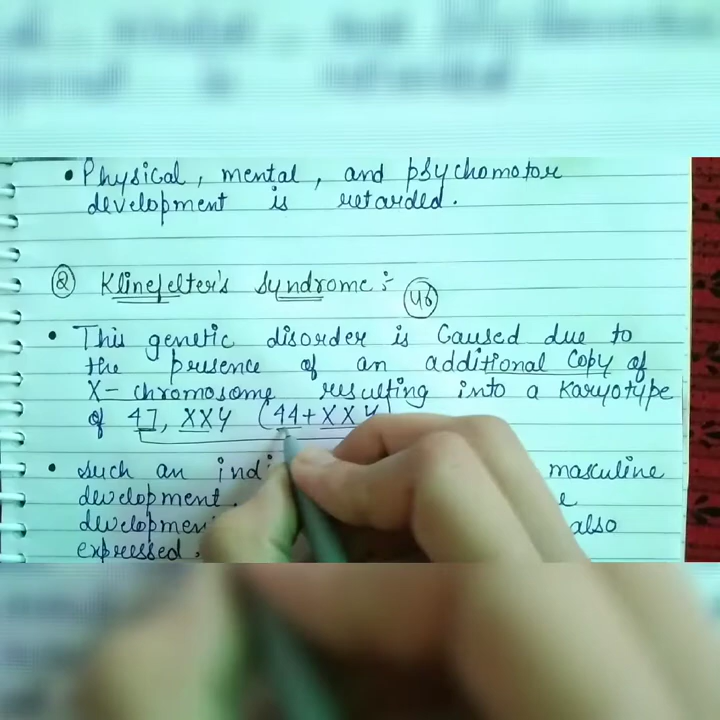 • Physical, mental, and psychomotor
development is retarded.
② Klinefelter's Syndrome :-
46
• This genetic disorder is Caused due to
the presence of an additional Copy of
X- chromosome resulting into a Karyotype
of 47, XXY (44+XXY)
• such an masculine
development.
also
expressed.